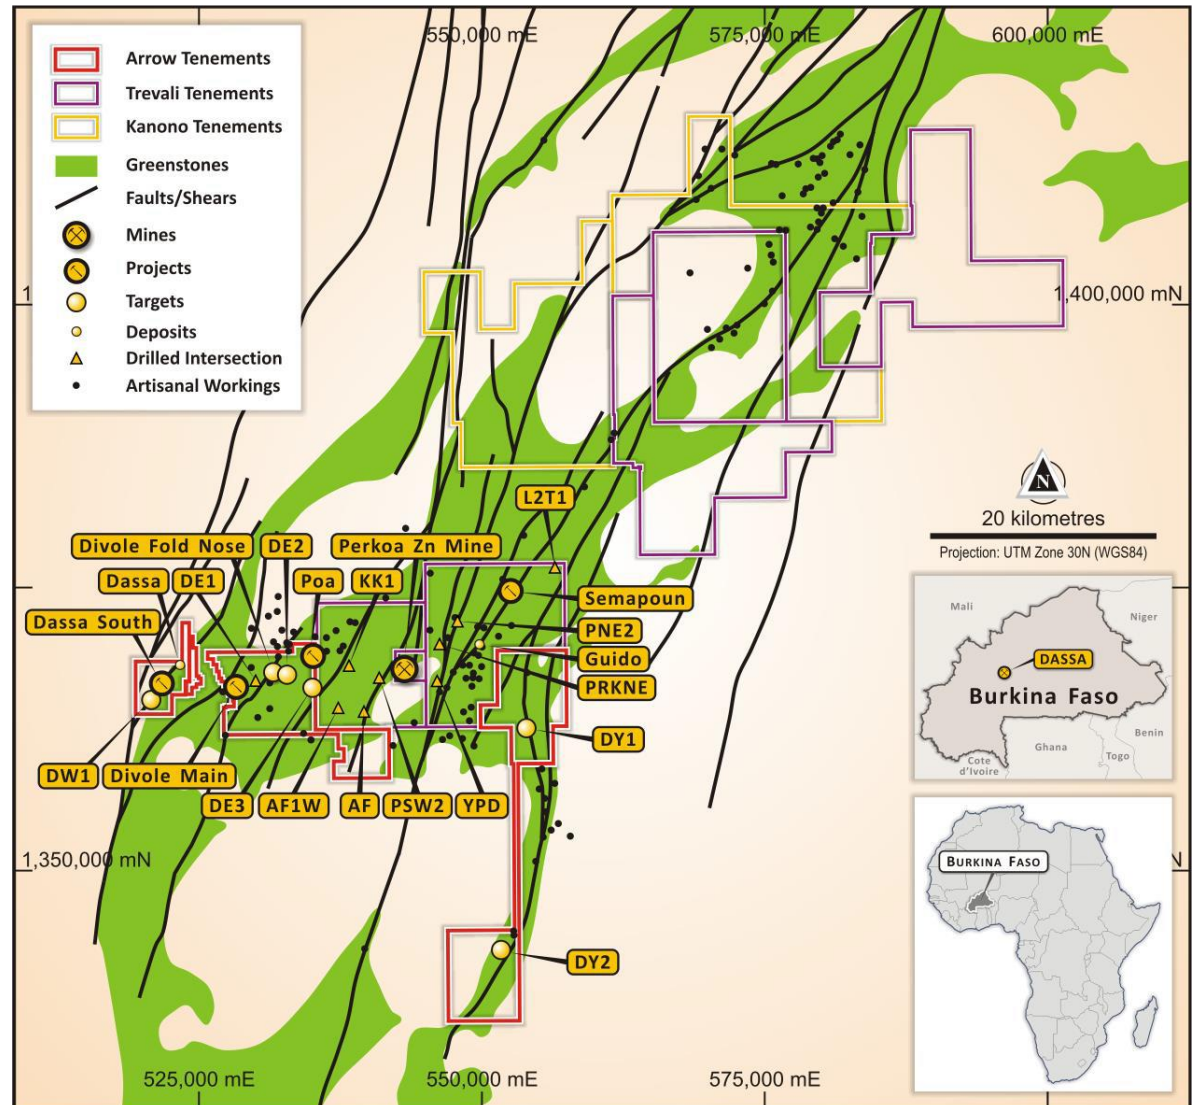 550,000 mE
575,000 mE
600,000 mE
Arrow Tenements
Trevali Tenements
Kanono Tenements
Greenstones
Faults/Shears
Mines
Projects
Targets
Deposits
Drilled Intersection
Artisanal Workings
1
1,400,000 mN
N
20 kilometres
Projection: UTM Zone 30N (WGS84)
L2T1
Divole Fold Nose
DE2
Perkoa Zn Mine
Dassa
DE1
Poa
KK1
Semapoun
Dassa South
PNE2
Guido
PRKNE
DY1
DW1
Divole Main
DE3
AF1W
AF
PSW2
YPD
1,350,000 mN
N
DY2
525,000 mE
550,000 mE
575,000 mE
Mali
Niger
DASSA
Burkina Faso
Benin
Ghana
Togo
Cote
d'Ivoire
BURKINA FASO